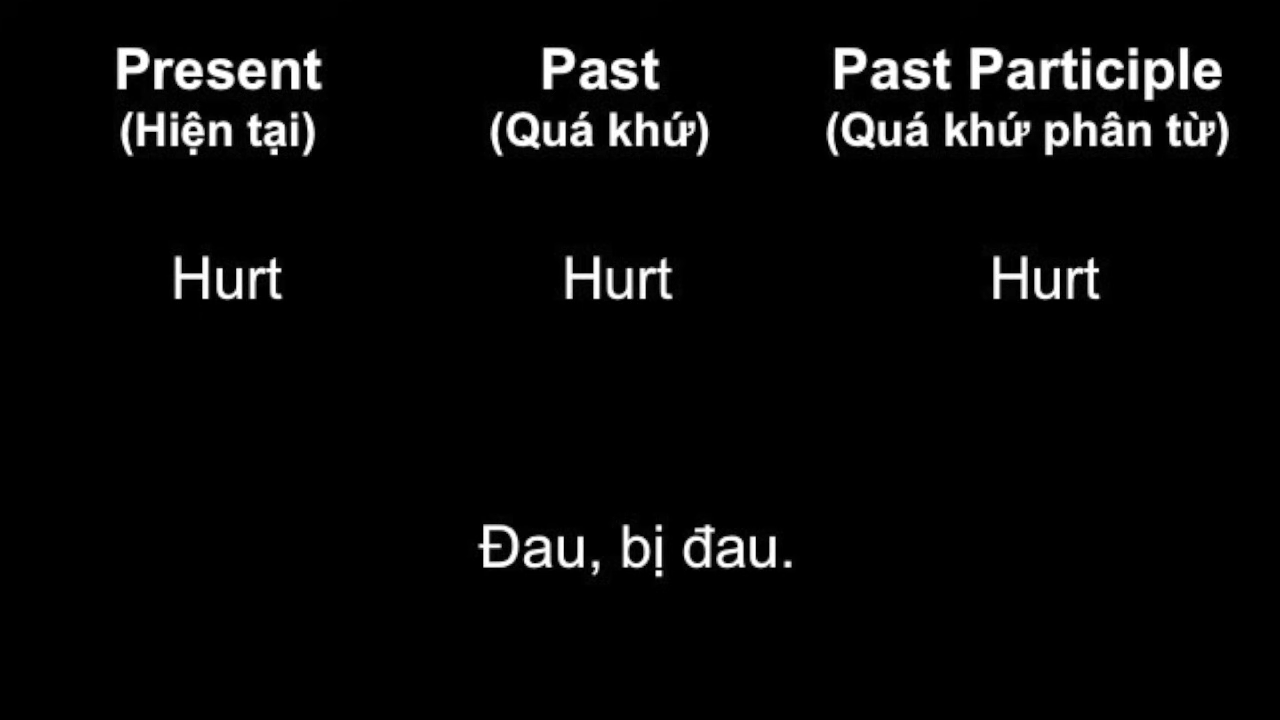 Present Past Past Participle
(Hiện tại) (Quá khứ) (Quá khứ phân từ)
Hurt Hurt Hurt
Đau, bị đau.